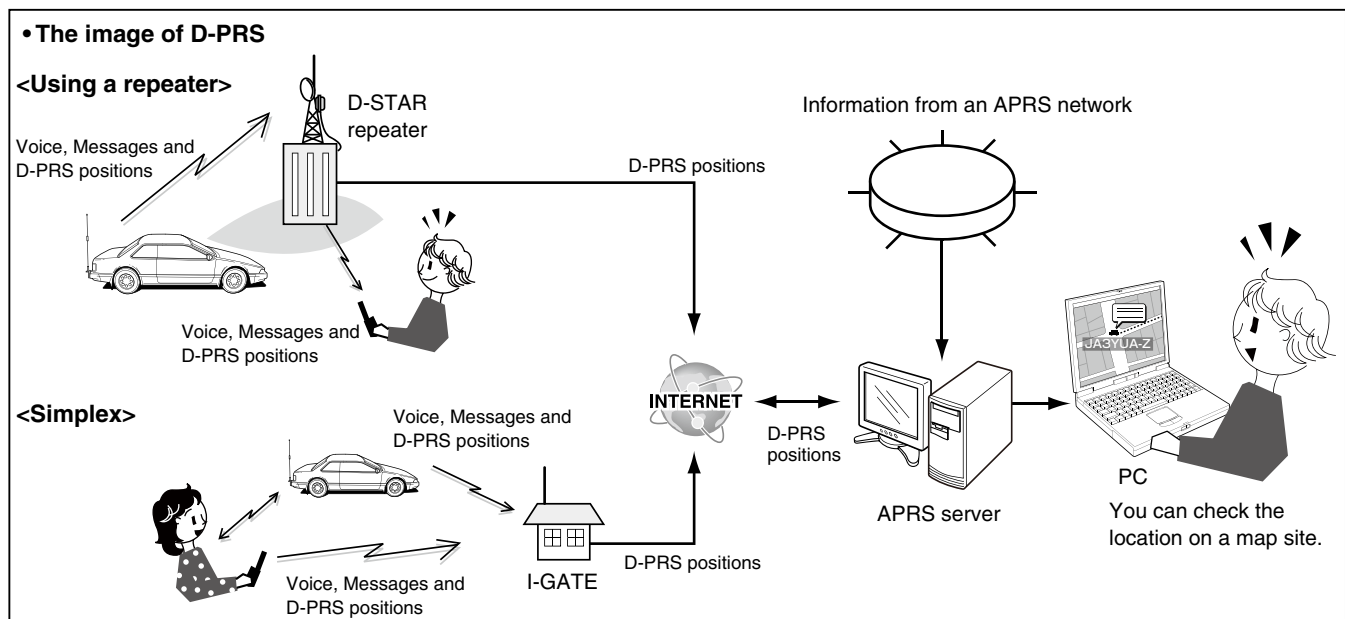 • The image of D-PRS
<Using a repeater>
D-STAR
repeater
Voice, Messages and
D-PRS positions
Voice, Messages and
D-PRS positions
D-PRS positions
Information from an APRS network
INTERNET
D-PRS
positions
APRS server
JA3YUA-Z
PC
You can check the
location on a map site.
<Simplex>
Voice, Messages and
D-PRS positions
Voice, Messages and
D-PRS positions
I-GATE
D-PRS positions